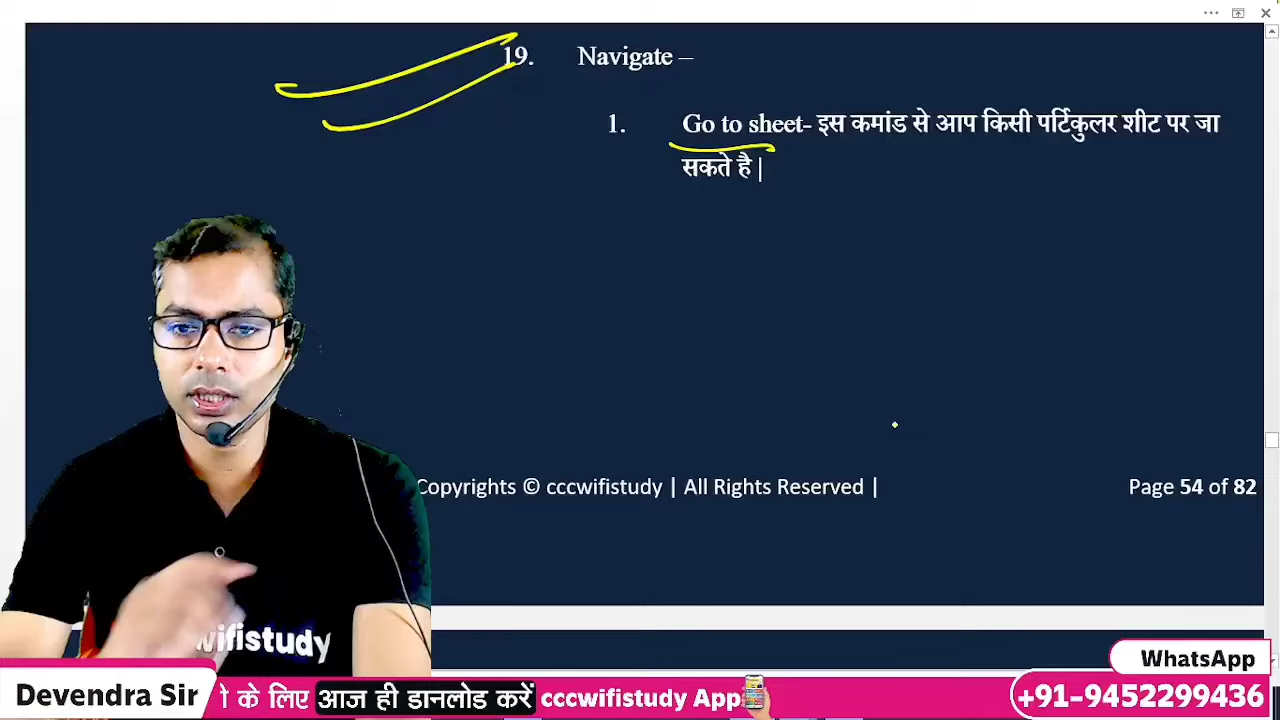 19. Navigate –
1. Go to sheet- इस कमांड से आप किसी पर्टिकुलर शीट पर जा
सकते है |
Copyrights © cccwifistudy | All Rights Reserved |
Page 54 of 82
wifistudy
WhatsApp
Devendra Sir
के लिए आज ही डानलोड करें cccwifistudy App
+91-9452299436